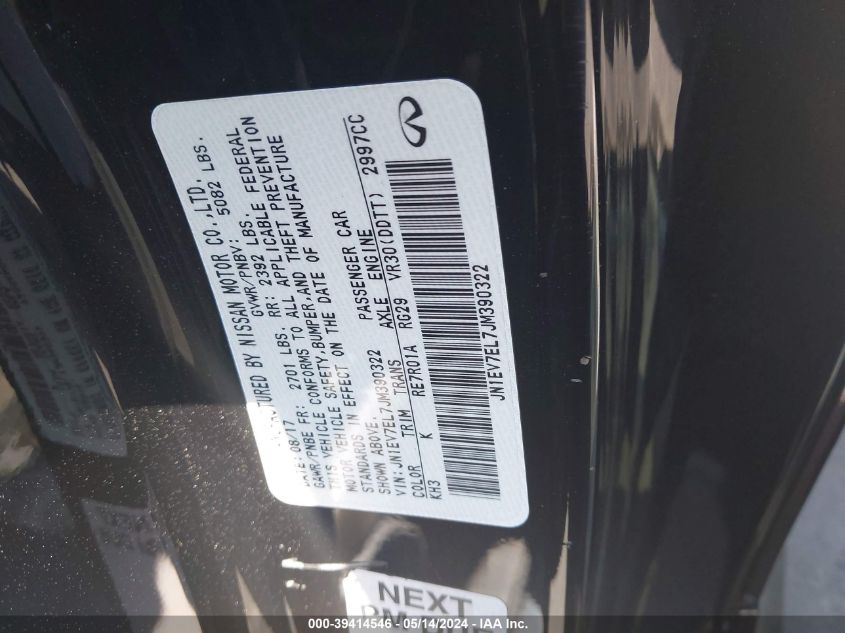 MANUFACTURED BY NISSAN MOTOR CO.,LTD.
DATE: 08/17 GVWR/PNBV: 5082 LBS.
GAWR/PNBE FR: 2701 LBS. RR: 2392 LBS.
THIS VEHICLE CONFORMS TO ALL APPLICABLE FEDERAL
MOTOR VEHICLE SAFETY,BUMPER,AND THEFT PREVENTION
STANDARDS IN EFFECT ON THE DATE OF MANUFACTURE
SHOWN ABOVE.
VIN:JN1EV7EL7JM390322 PASSENGER CAR
COLOR TRIM TRANS AXLE ENGINE
KH3 K RE7R01A RG29 VR30(DDTT) 2997CC
JN1EV7EL7JM390322
NEXT
000-39414546 - 05/14/2024 - IAA Inc.